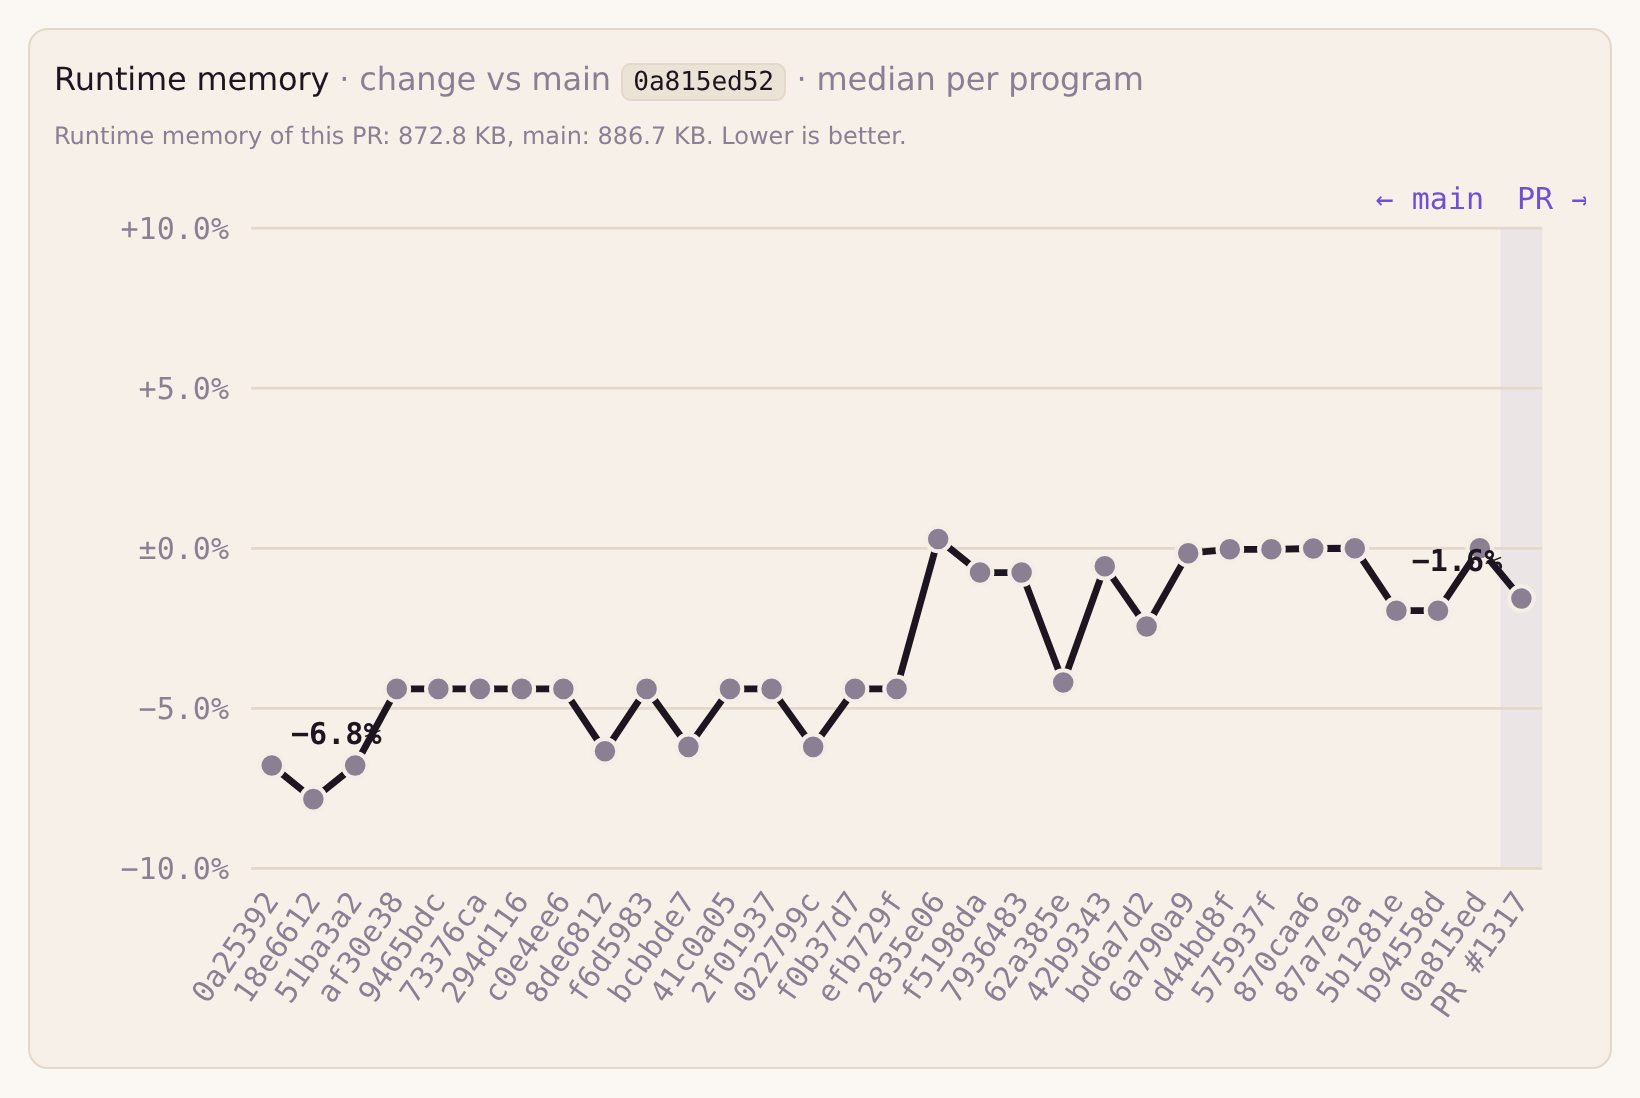 Runtime memory · change vs main 0a815ed52 · median per program
Runtime memory of this PR: 872.8 KB, main: 886.7 KB. Lower is better.
← main PR →
+10.0%
+5.0%
±0.0%
−1.6%
−5.0%
−6.8%
−10.0%
0a25392
18e6612
51ba3a2
af30e38
9465bdc
73376ca
294d116
c0e4ee6
8de6812
f6d5983
bcbbde7
41c0a05
2f01937
022799c
f0b37d7
efb729f
2835e06
f5198da
7936483
62a385e
42b9343
bd6a7d2
6a790a9
d44bd8f
575937f
870caa6
87a7e9a
5b1281e
b94558d
0a815ed
PR #1317